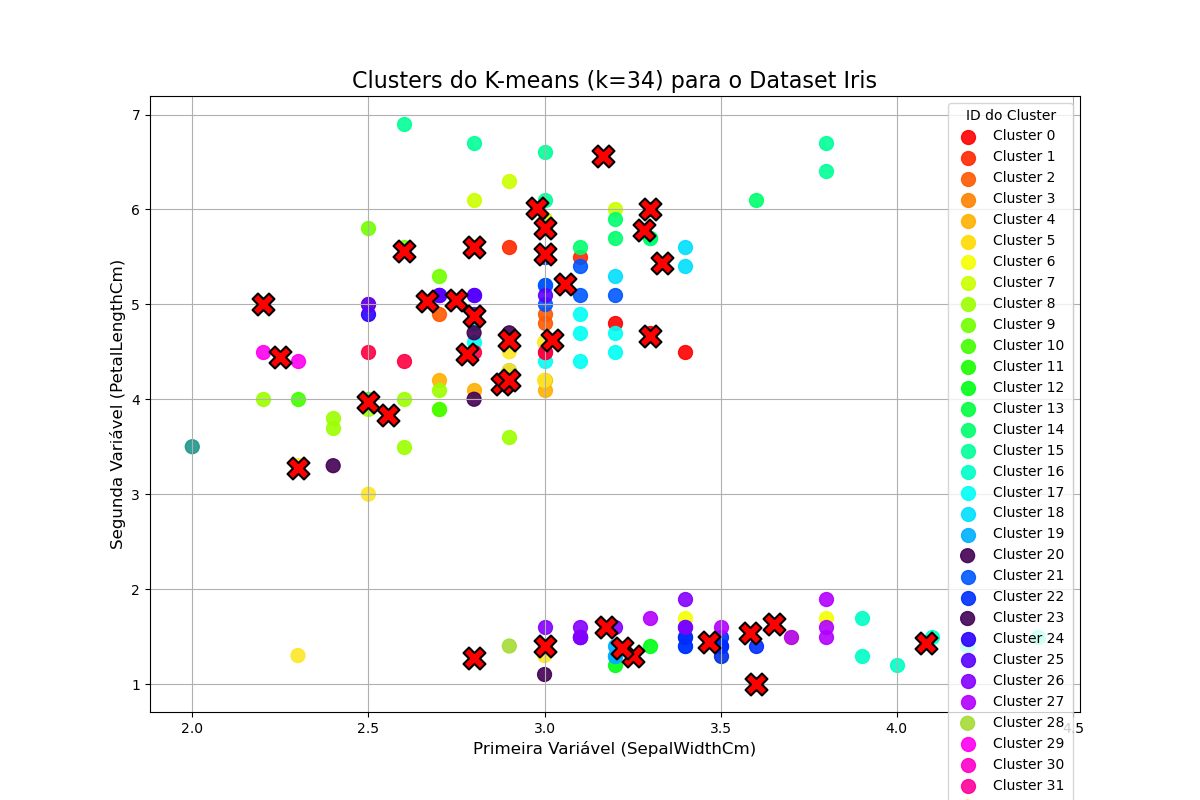 Clusters do K-means (k=34) para o Dataset Iris
ID do Cluster
Cluster 0
Cluster 1
Cluster 2
Cluster 3
Cluster 4
Cluster 5
Cluster 6
Cluster 7
Cluster 8
Cluster 9
Cluster 10
Cluster 11
Cluster 12
Cluster 13
Cluster 14
Cluster 15
Cluster 16
Cluster 17
Cluster 18
Cluster 19
Cluster 20
Cluster 21
Cluster 22
Cluster 23
Cluster 24
Cluster 25
Cluster 26
Cluster 27
Cluster 28
Cluster 29
Cluster 30
Cluster 31
Segunda Variável (PetalLengthCm)
7
6
5
4
3
2
1
2.0 2.5 3.0 3.5 4.0 4.5
Primeira Variável (SepalWidthCm)